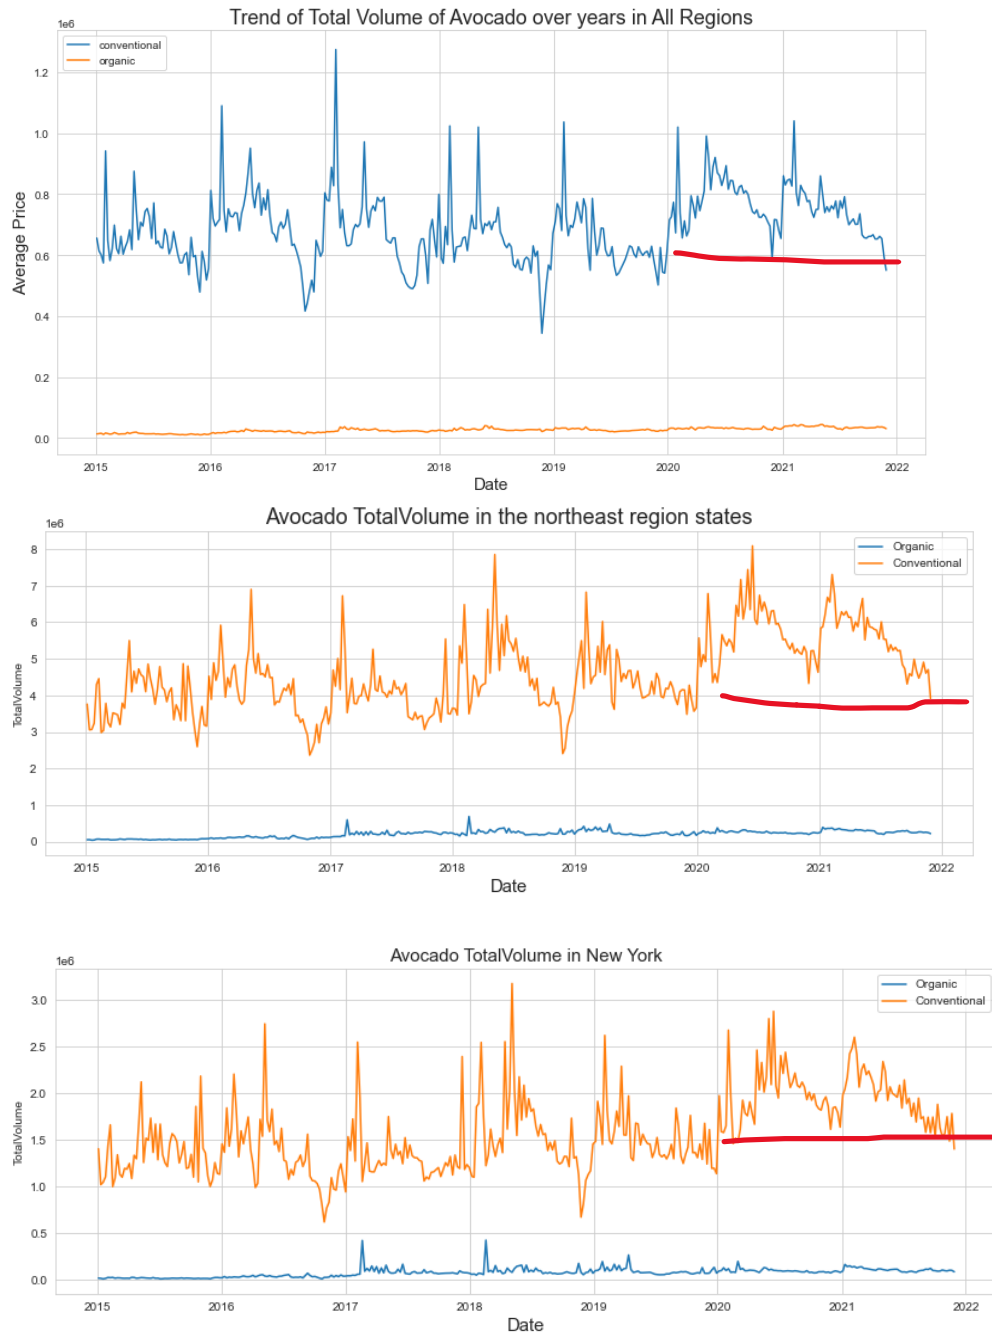 Trend of Total Volume of Avocado over years in All Regions
1e6
conventional
organic
1.2
1.0
0.8
0.6
0.4
0.2
0.0
Average Price
2015 2016 2017 2018 2019 2020 2021 2022
Date
Avocado TotalVolume in the northeast region states
1e6
Organic
Conventional
8
7
6
5
4
3
2
1
0
TotalVolume
2015 2016 2017 2018 2019 2020 2021 2022
Date
Avocado TotalVolume in New York
1e6
Organic
Conventional
3.0
2.5
2.0
1.5
1.0
0.5
0.0
TotalVolume
2015 2016 2017 2018 2019 2020 2021 2022
Date